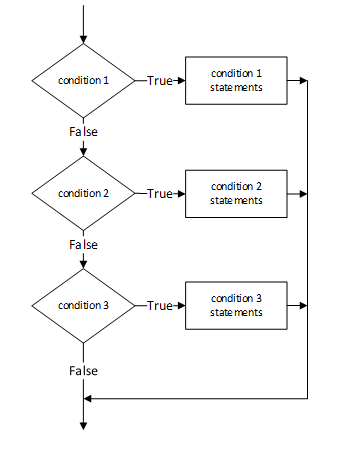 condition 1
True
condition 1
statements
False
condition 2
True
condition 2
statements
False
condition 3
True
condition 3
statements
False